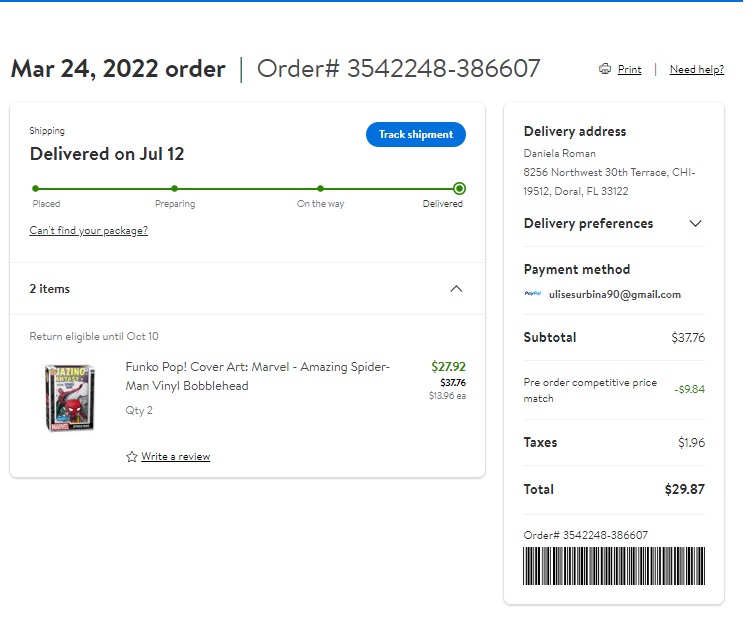 Mar 24, 2022 order | Order# 3542248-386607
Print | Need help?
Shipping
Track shipment
Delivered on Jul 12
Placed Preparing On the way Delivered
Can't find your package?
2 items
Return eligible until Oct 10
Funko Pop! Cover Art: Marvel - Amazing Spider-
Man Vinyl Bobblehead
$27.92
$37.76
$13.96 ea
Qty 2
Write a review
AMAZING
FANTASY
MARVEL
Delivery address
Daniela Roman
8256 Northwest 30th Terrace, CHI-
19512, Doral, FL 33122
Delivery preferences
Payment method
PayPal ulisesurbina90@gmail.com
Subtotal $37.76
Pre order competitive price
match
-$9.84
Taxes $1.96
Total $29.87
Order# 3542248-386607